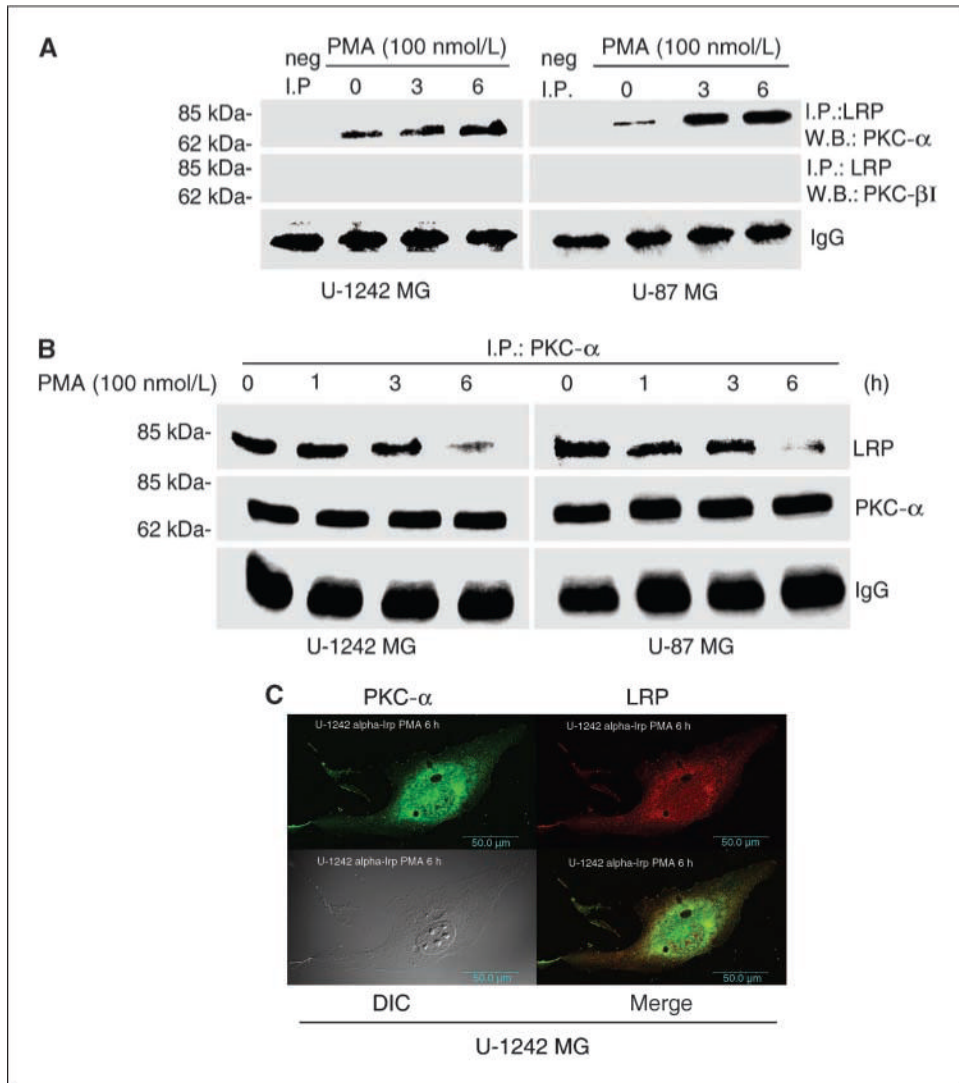 A
neg PMA (100 nmol/L)
I.P 0 3 6
neg PMA (100 nmol/L)
I.P. 0 3 6
85 kDa-
62 kDa-
I.P.:LRP
W.B.: PKC-α
85 kDa-
62 kDa-
I.P.: LRP
W.B.: PKC-βI
IgG
U-1242 MG U-87 MG
B
I.P.: PKC-α
PMA (100 nmol/L) 0 1 3 6 0 1 3 6 (h)
85 kDa-
LRP
85 kDa-
62 kDa-
PKC-α
IgG
U-1242 MG U-87 MG
C
PKC-α LRP
U-1242 alpha-lrp PMA 6 h U-1242 alpha-lrp PMA 6 h
50.0 µm 50.0 µm
U-1242 alpha-lrp PMA 6 h U-1242 alpha-lrp PMA 6 h
50.0 µm 50.0 µm
DIC Merge
U-1242 MG